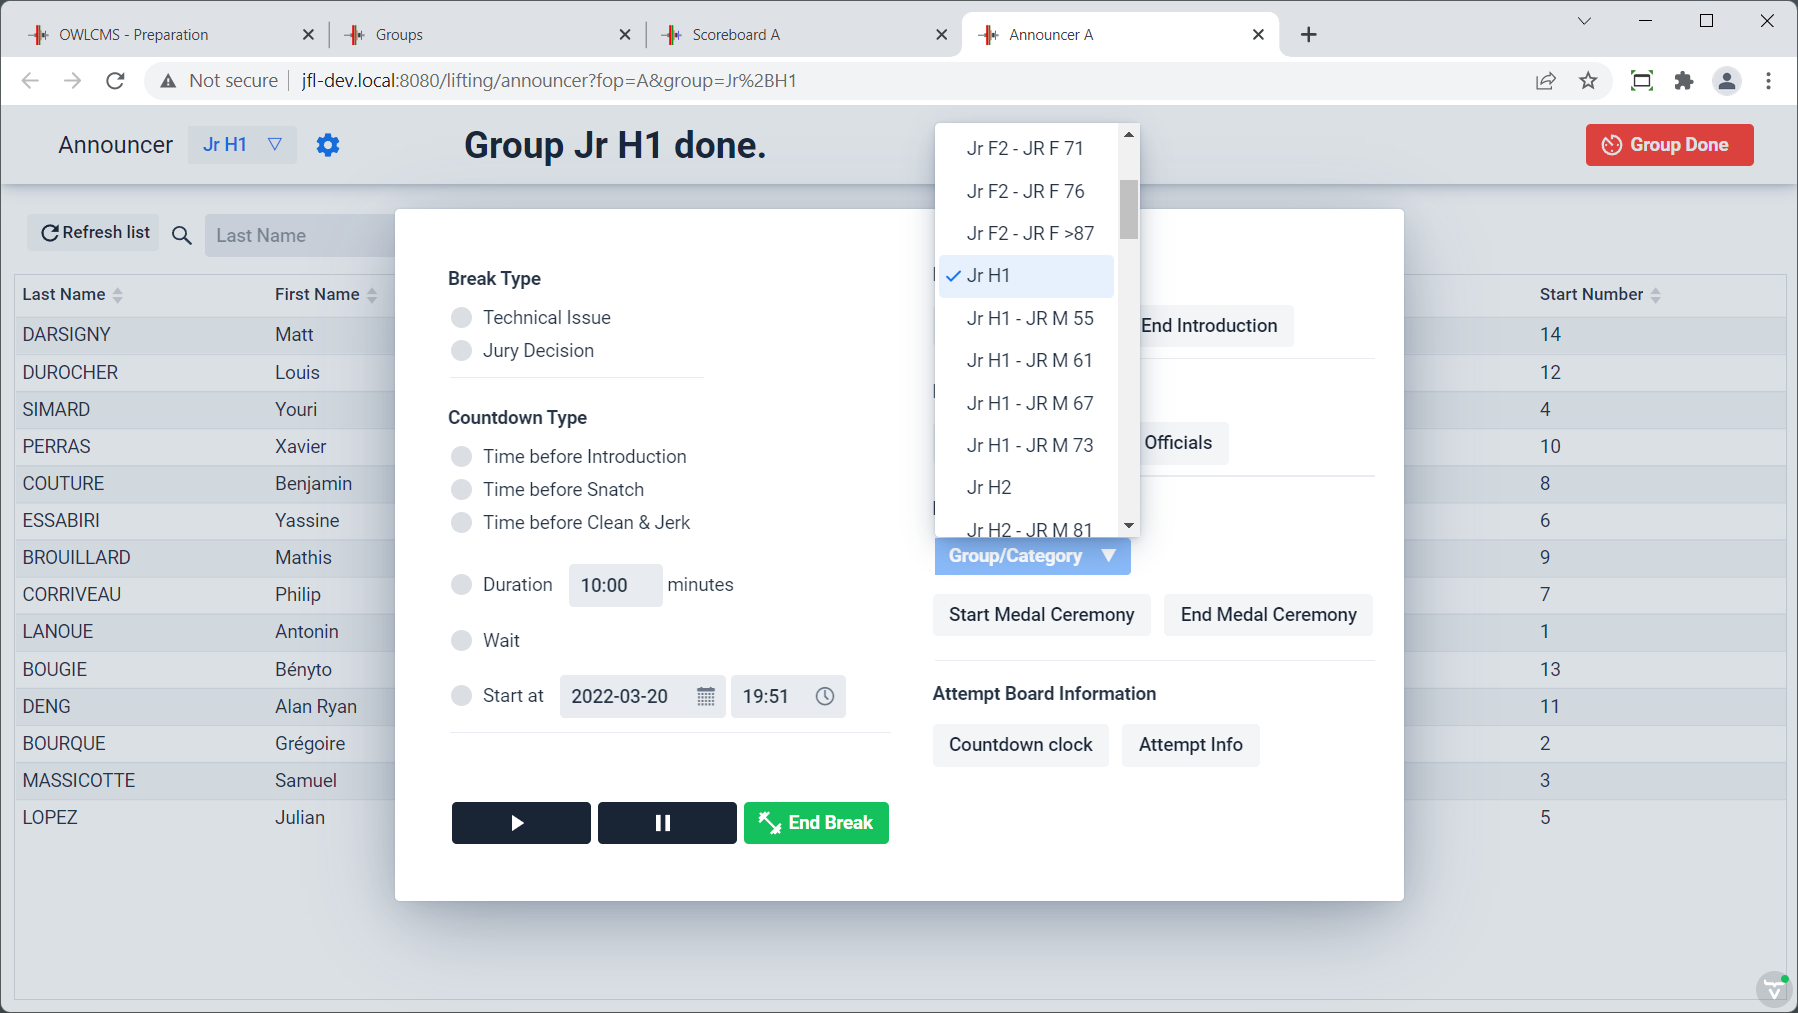 OWLCMS - Preparation
Groups
Scoreboard A
Announcer A
Not secure
jfl-dev.local:8080/lifting/announcer?fop=A&group=Jr%2BH1
Announcer
Jr H1
Group Jr H1 done.
Group Done
Refresh list
Last Name
Last Name
First Name
Start Number
DARSIGNY Matt 14
DUROCHER Louis 12
SIMARD Youri 4
PERRAS Xavier 10
COUTURE Benjamin 8
ESSABIRI Yassine 6
BROUILLARD Mathis 9
CORRIVEAU Philip 7
LANOUE Antonin 1
BOUGIE Bényto 13
DENG Alan Ryan 11
BOURQUE Grégoire 2
MASSICOTTE Samuel 3
LOPEZ Julian 5
Break Type
Technical Issue
Jury Decision
Countdown Type
Time before Introduction
Time before Snatch
Time before Clean & Jerk
Duration 10:00 minutes
Wait
Start at 2022-03-20 19:51
End Break
Jr F2 - JR F 71
Jr F2 - JR F 76
Jr F2 - JR F >87
Jr H1
Jr H1 - JR M 55
Jr H1 - JR M 61
Jr H1 - JR M 67
Jr H1 - JR M 73
Jr H2
Jr H2 - JR M 81
End Introduction
Officials
Group/Category
Start Medal Ceremony
End Medal Ceremony
Attempt Board Information
Countdown clock
Attempt Info